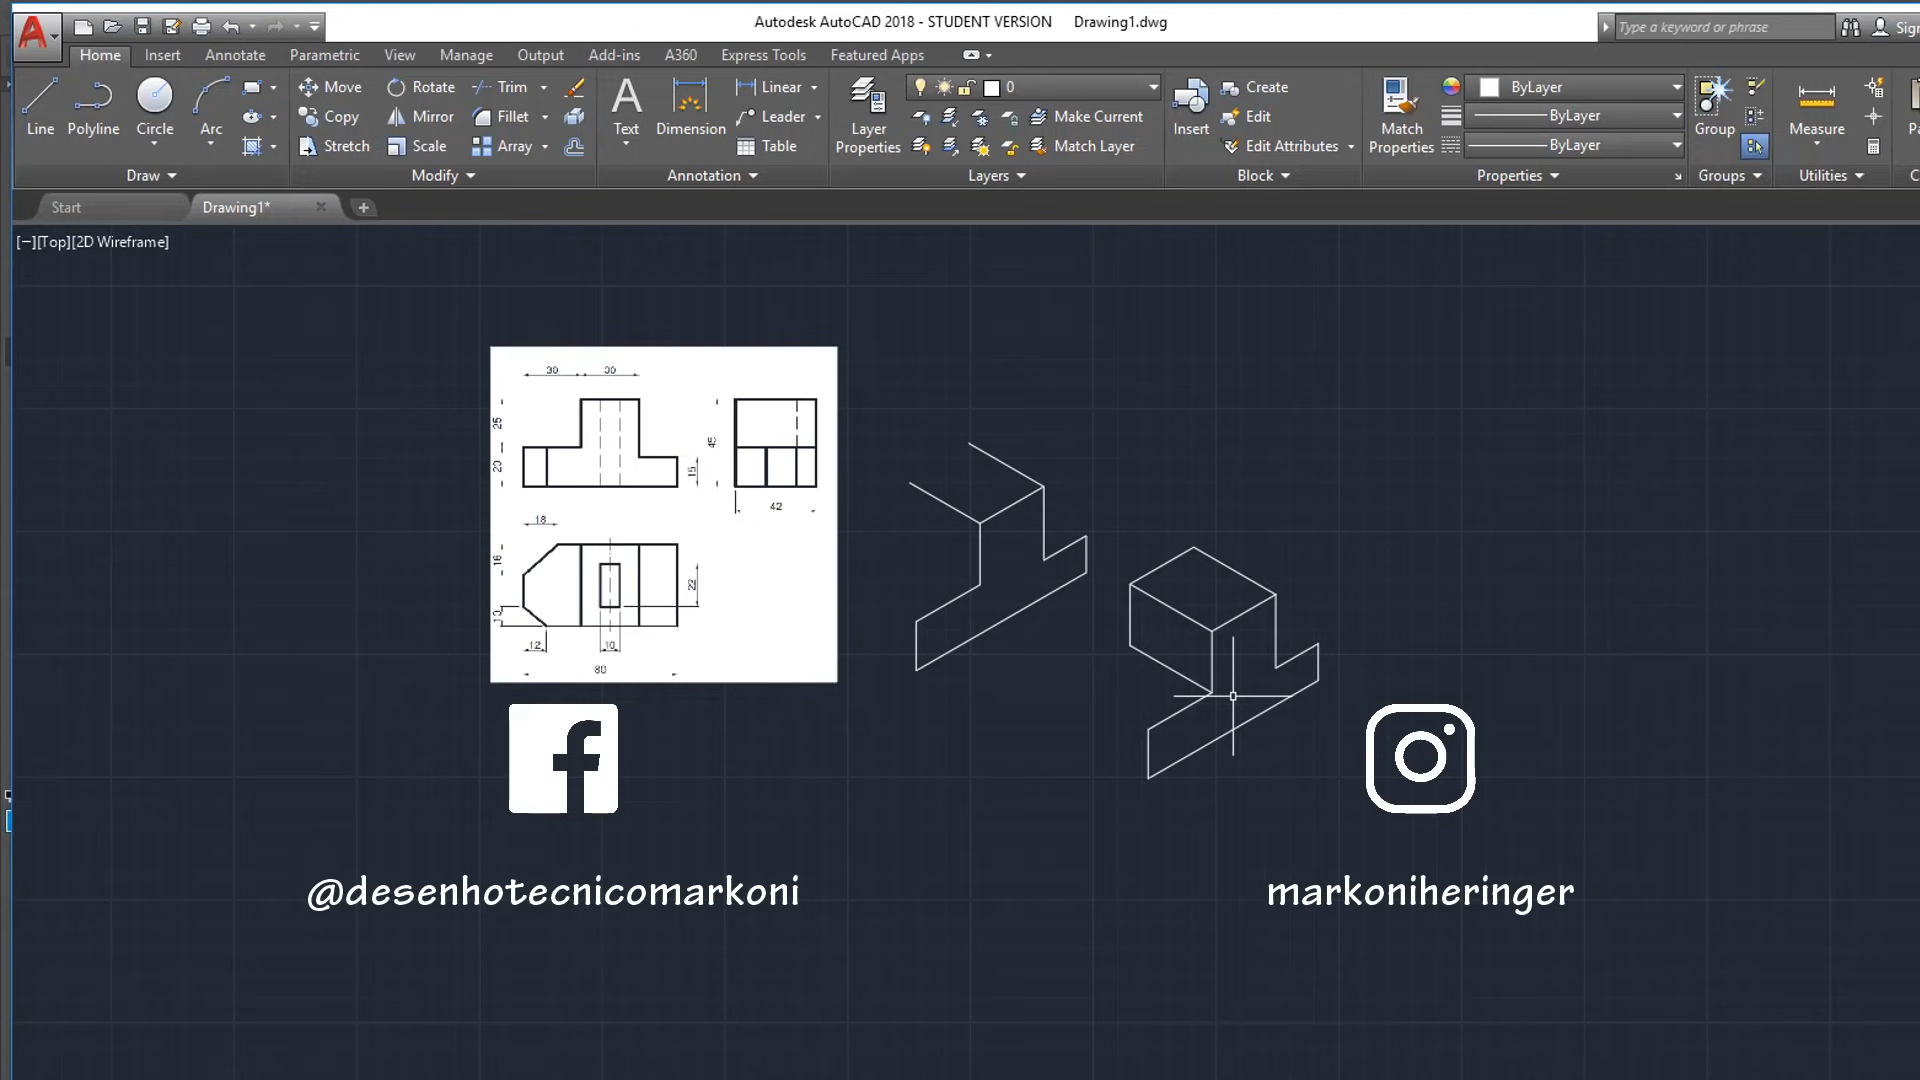 Autodesk AutoCAD 2018 - STUDENT VERSION Drawing1.dwg
Type a keyword or phrase
Home Insert Annotate Parametric View Manage Output Add-ins A360 Express Tools Featured Apps
Line Polyline Circle Arc
Move Rotate Trim
Copy Mirror Fillet
Stretch Scale Array
Text Dimension
Linear
Leader
Table
Layer Properties
0
Make Current
Match Layer
Insert
Create
Edit
Edit Attributes
Match Properties
ByLayer
ByLayer
ByLayer
Group
Measure
Draw Modify Annotation Layers Block Properties Groups Utilities
Start Drawing1*
[−][Top][2D Wireframe]
30 30
25
20
45
15
42
18
16
22
12 10
80
@desenhotecnicomarkoni
markoniheringer